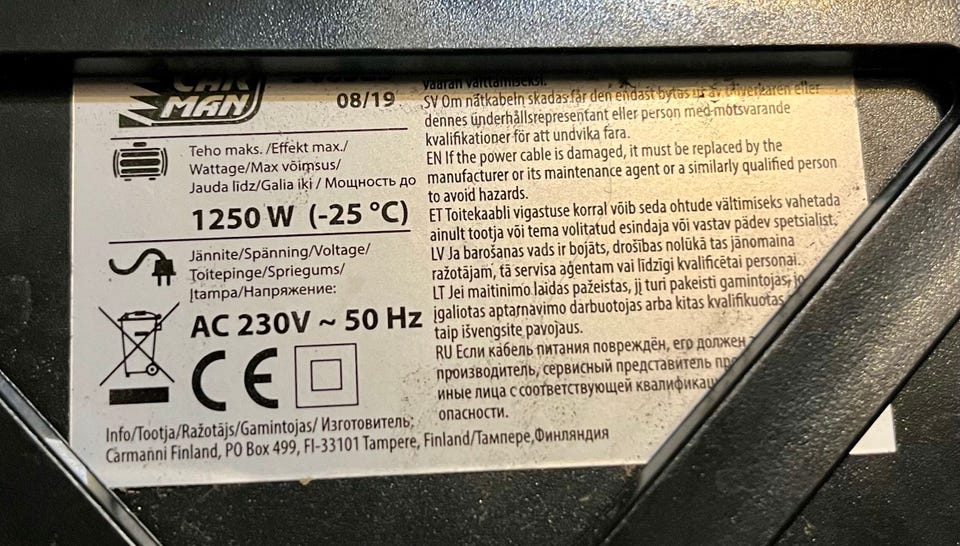 CAR
MAN
08/19
Teho maks. /Effekt max./
Wattage/Max võimsus/
Jauda līdz/Galia iki / Мощность до
1250 W (-25 °C)
Jännite/Spänning/Voltage/
Toitepinge/Spriegums/
Įtampa/Напряжение:
AC 230V ~ 50 Hz
CE
Info/Tootja/Ražotājs/Gamintojas/ Изготовитель:
Carmanni Finland, PO Box 499, FI-33101 Tampere, Finland/Тампере,Финляндия
vaaran välttämiseksi.
SV Om nätkabeln skadas får den endast bytas ut av tillverkaren eller
dennes underhållsrepresentant eller person med motsvarande
kvalifikationer för att undvika fara.
EN If the power cable is damaged, it must be replaced by the
manufacturer or its maintenance agent or a similarly qualified person
to avoid hazards.
ET Toitekaabli vigastuse korral võib seda ohtude vältimiseks vahetada
ainult tootja või tema volitatud esindaja või vastav pädev spetsialist.
LV Ja barošanas vads ir bojāts, drošības nolūkā tas jānomaina
ražotājam, tā servisa aģentam vai līdzīgi kvalificētai personai.
LT Jei maitinimo laidas pažeistas, jį turi pakeisti gamintojas, jo
įgaliotas aptarnavimo darbuotojas arba kitas kvalifikuotas
taip išvengsite pavojaus.
RU Если кабель питания повреждён, его должен
производитель, сервисный представитель
иные лица с соответствующей
опасности.